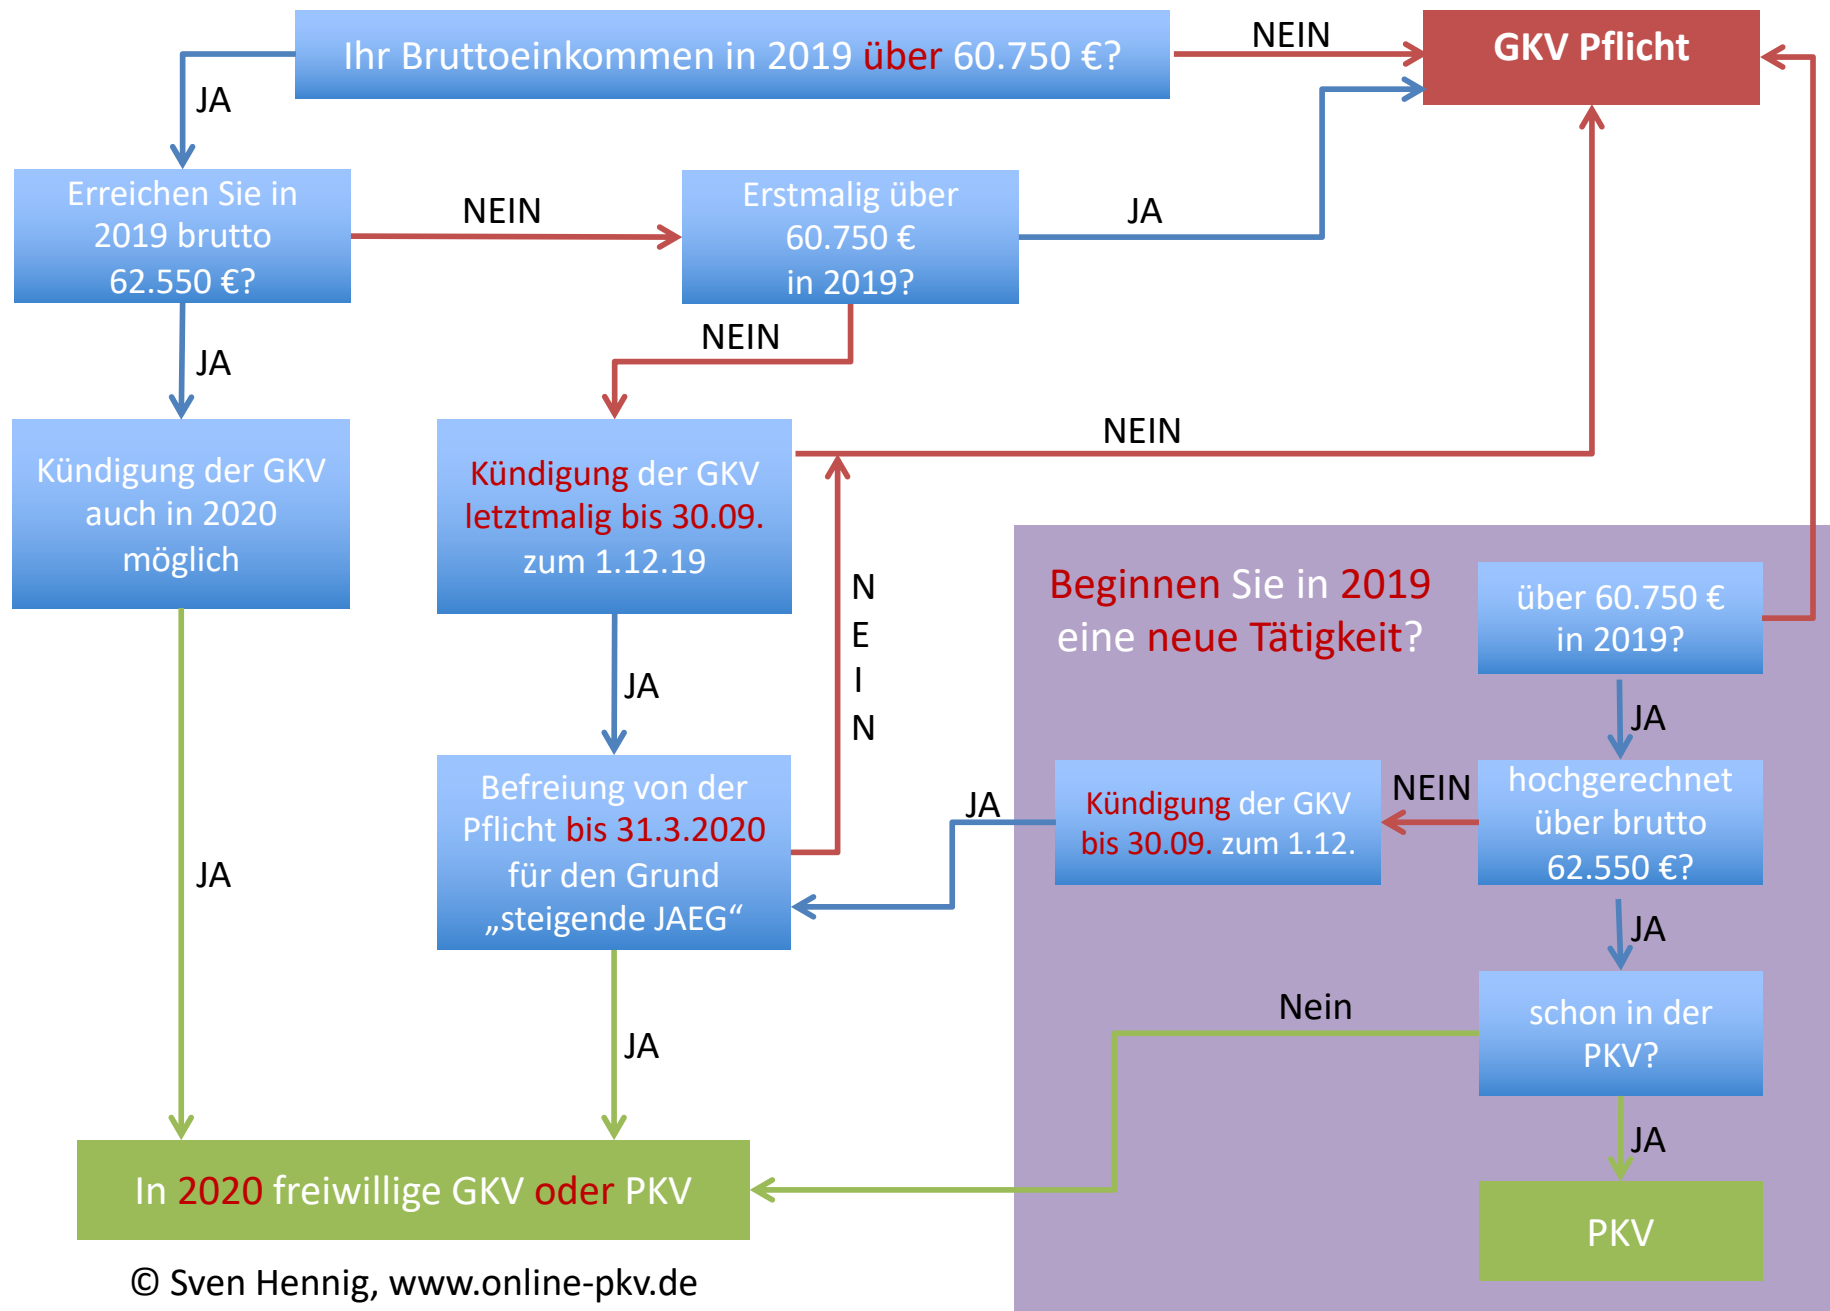 Ihr Bruttoeinkommen in 2019 über 60.750 €?
NEIN
GKV Pflicht
JA
Erreichen Sie in
2019 brutto
62.550 €?
NEIN
Erstmalig über
60.750 €
in 2019?
JA
NEIN
JA
Kündigung der GKV
auch in 2020
möglich
Kündigung der GKV
letztmalig bis 30.09.
zum 1.12.19
NEIN
N
E
I
N
JA
Befreiung von der
Pflicht bis 31.3.2020
für den Grund
„steigende JAEG“
JA
JA
In 2020 freiwillige GKV oder PKV
Beginnen Sie in 2019
eine neue Tätigkeit?
über 60.750 €
in 2019?
JA
hochgerechnet
über brutto
62.550 €?
NEIN
Kündigung der GKV
bis 30.09. zum 1.12.
JA
JA
schon in der
PKV?
Nein
JA
PKV
© Sven Hennig, www.online-pkv.de